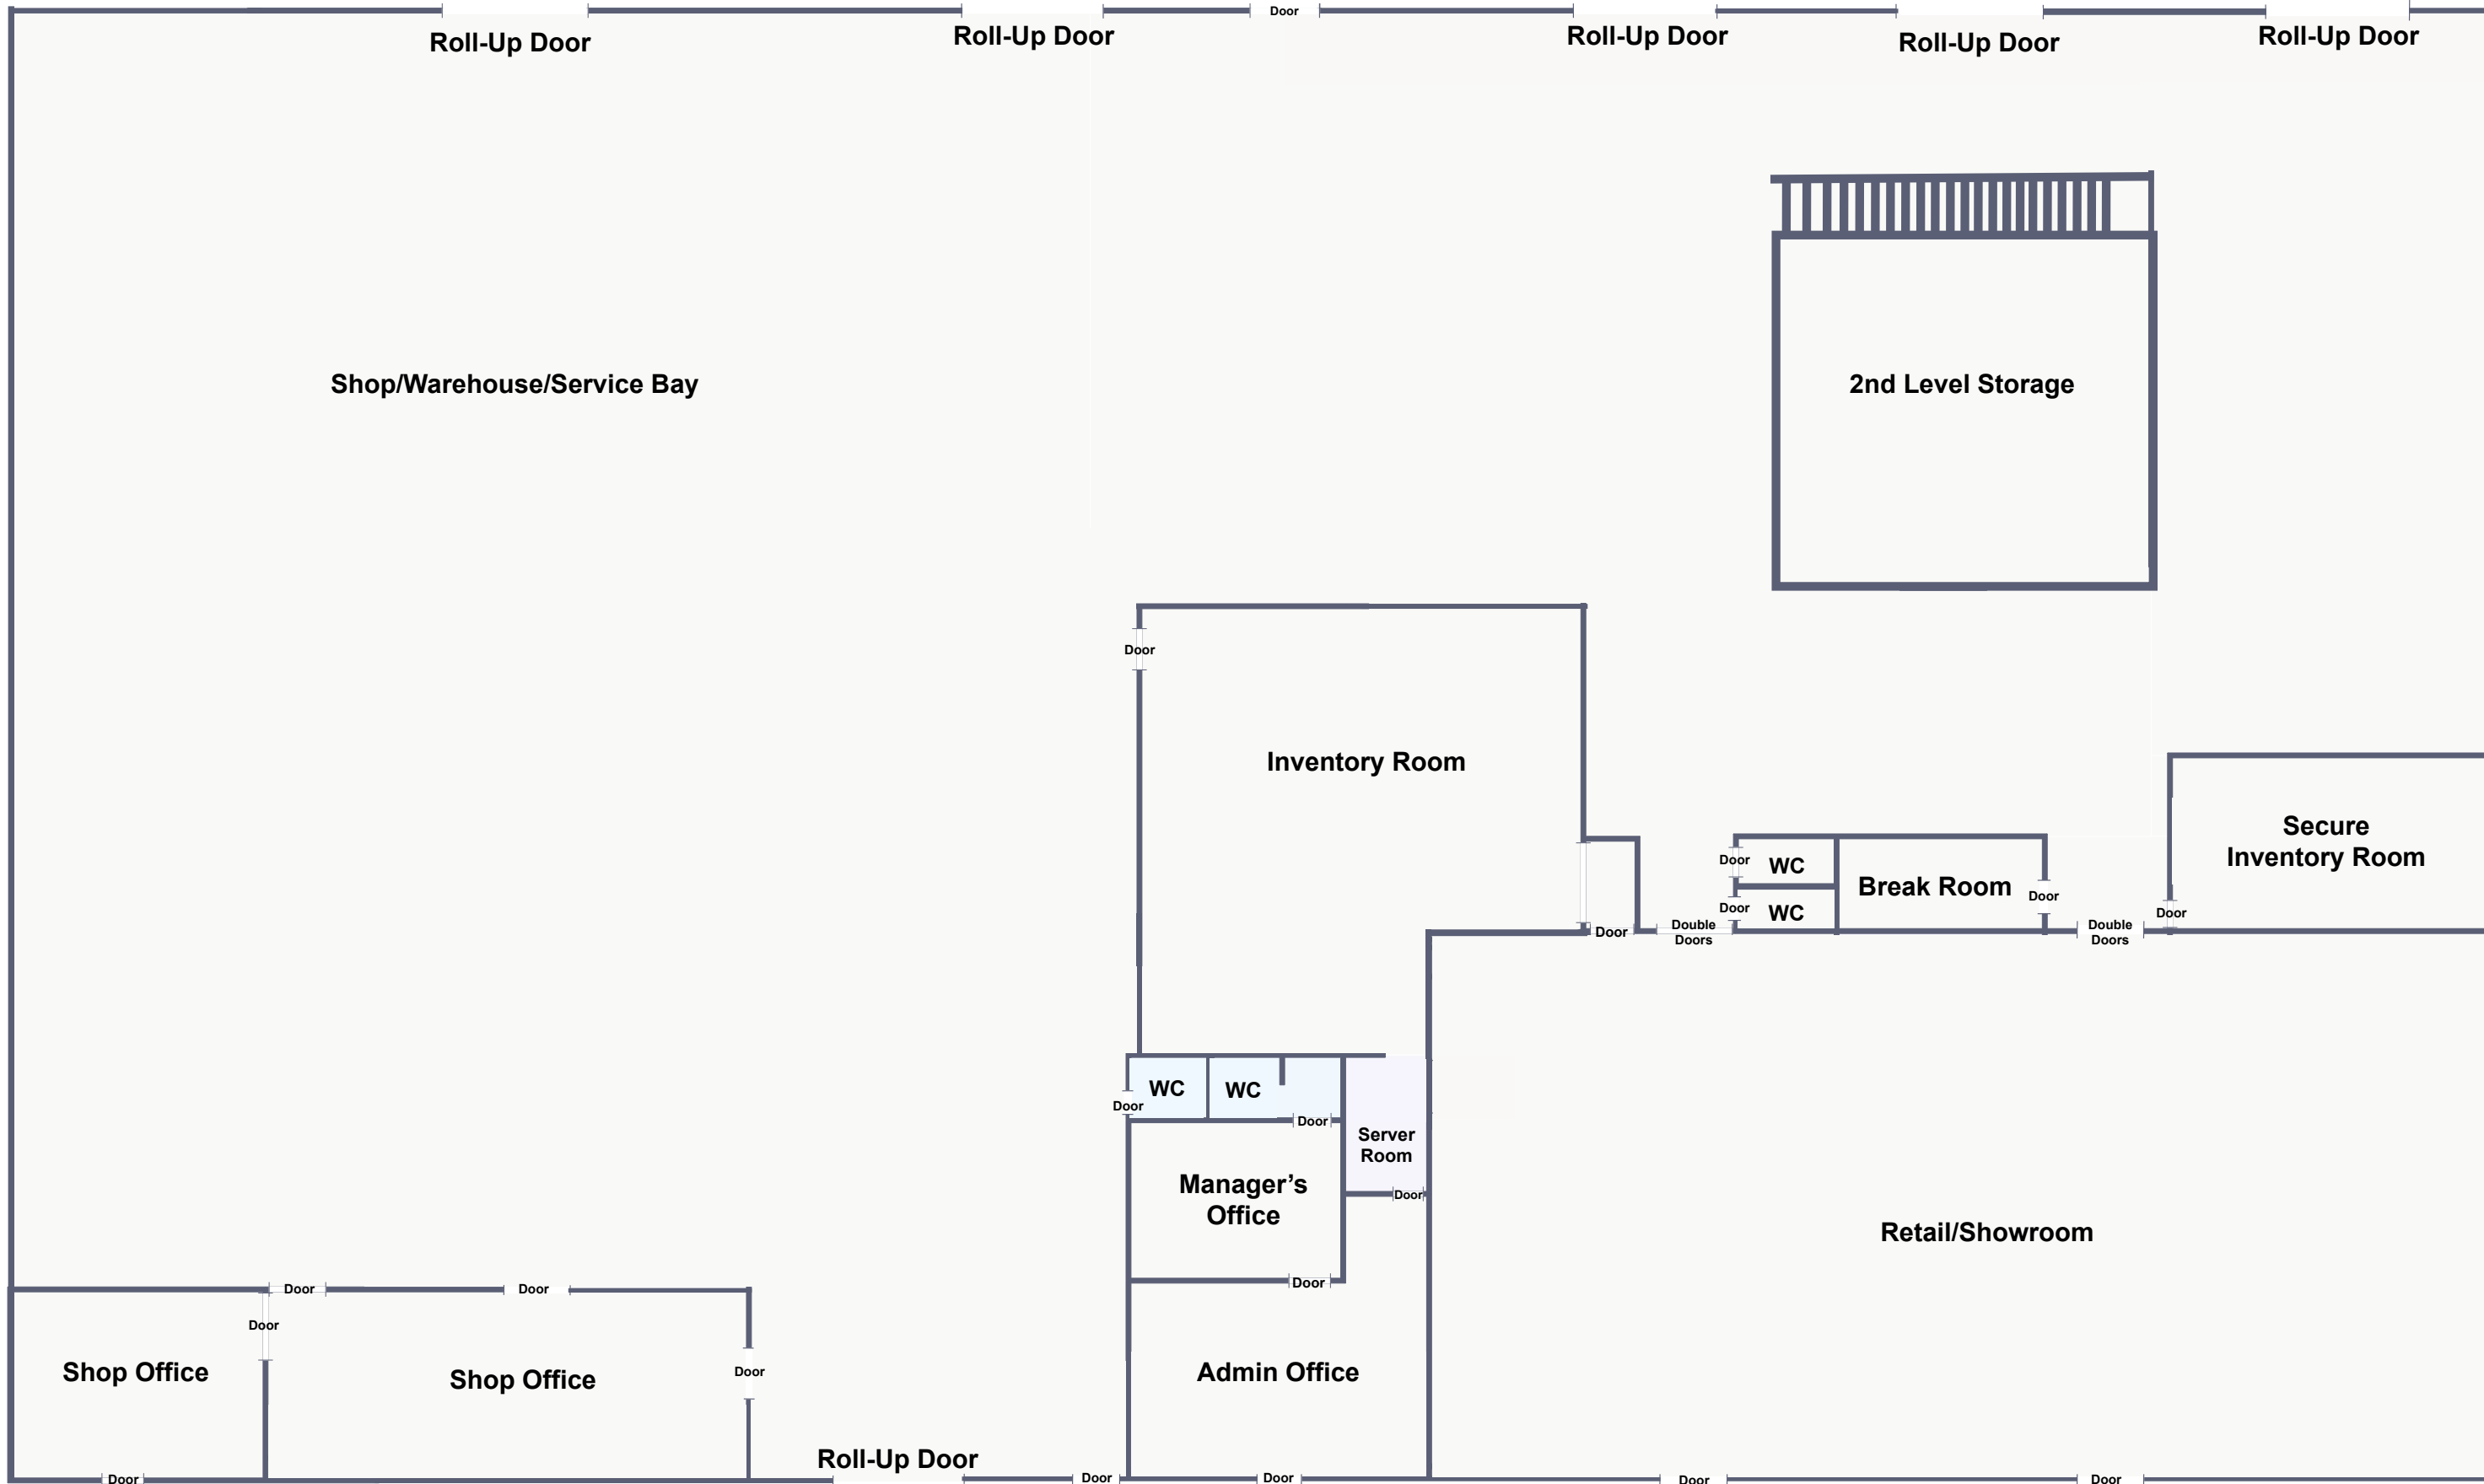 Door
Roll-Up Door
Roll-Up Door
Roll-Up Door
Roll-Up Door
Roll-Up Door
Shop/Warehouse/Service Bay
2nd Level Storage
Door
Inventory Room
Secure
Inventory Room
Door
WC
Break Room
Door
Door
WC
Door
Door
Double
Doors
Double
Doors
WC
WC
Door
Door
Server
Room
Manager’s
Office
Door
Retail/Showroom
Door
Door
Door
Door
Shop Office
Shop Office
Door
Admin Office
Roll-Up Door
Door
Door
Door
Door
Door